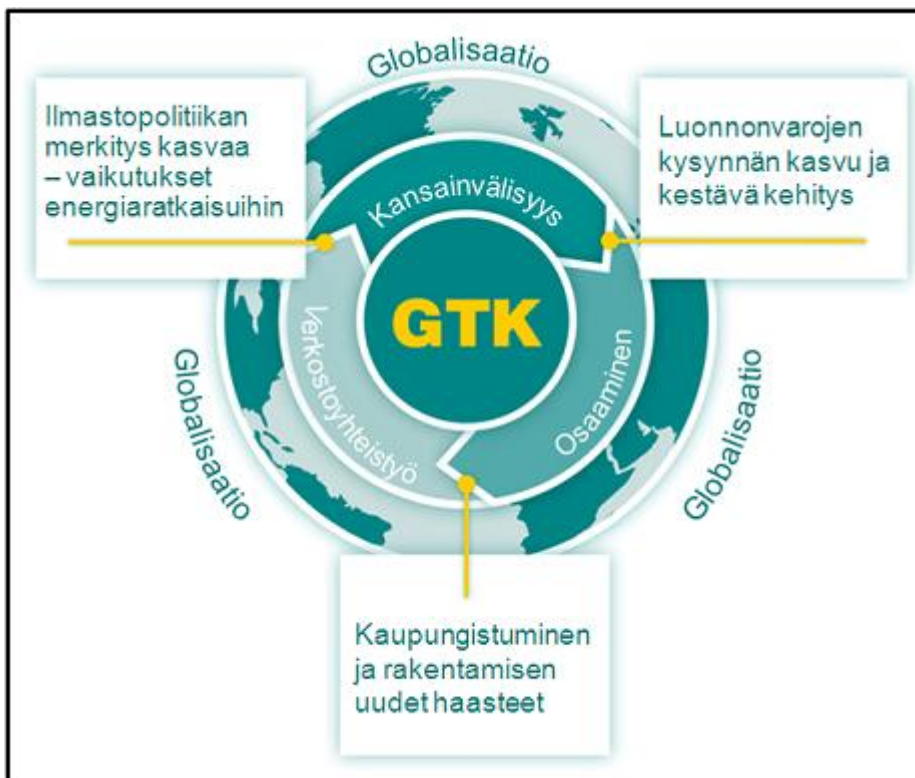 Globalisaatio
Ilmastopolitiikan
merkitys kasvaa
– vaikutukset
energiaratkaisuihin
Luonnonvarojen
kysynnän kasvu ja
kestävä kehitys
Kansainvälisyys
GTK
Verkostoyhteistyö
Osaaminen
Globalisaatio
Globalisaatio
Kaupungistuminen
ja rakentamisen
uudet haasteet